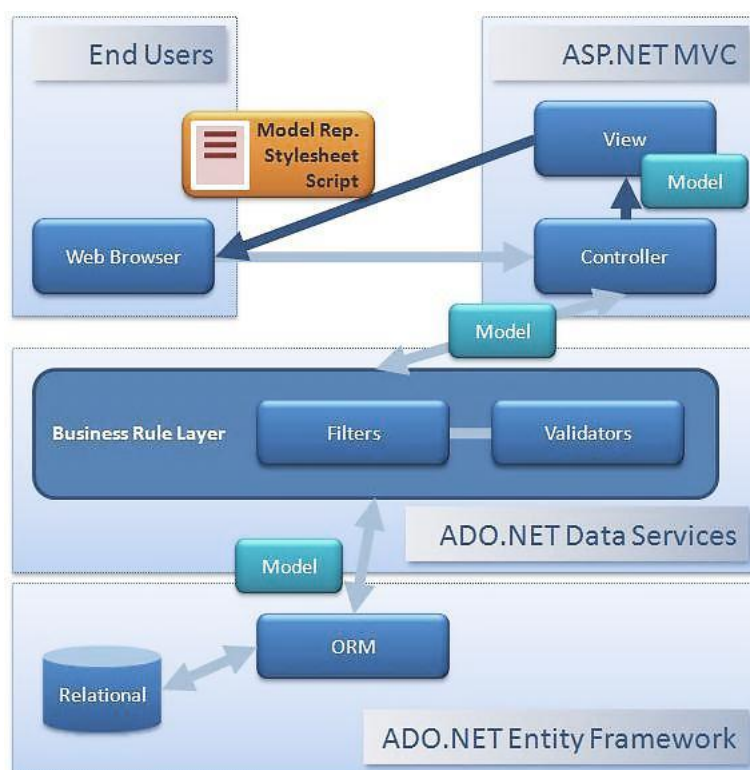 End Users
ASP.NET MVC
Model Rep.
Stylesheet
Script
View
Model
Web Browser
Controller
Model
Business Rule Layer
Filters
Validators
ADO.NET Data Services
Model
ORM
Relational
ADO.NET Entity Framework